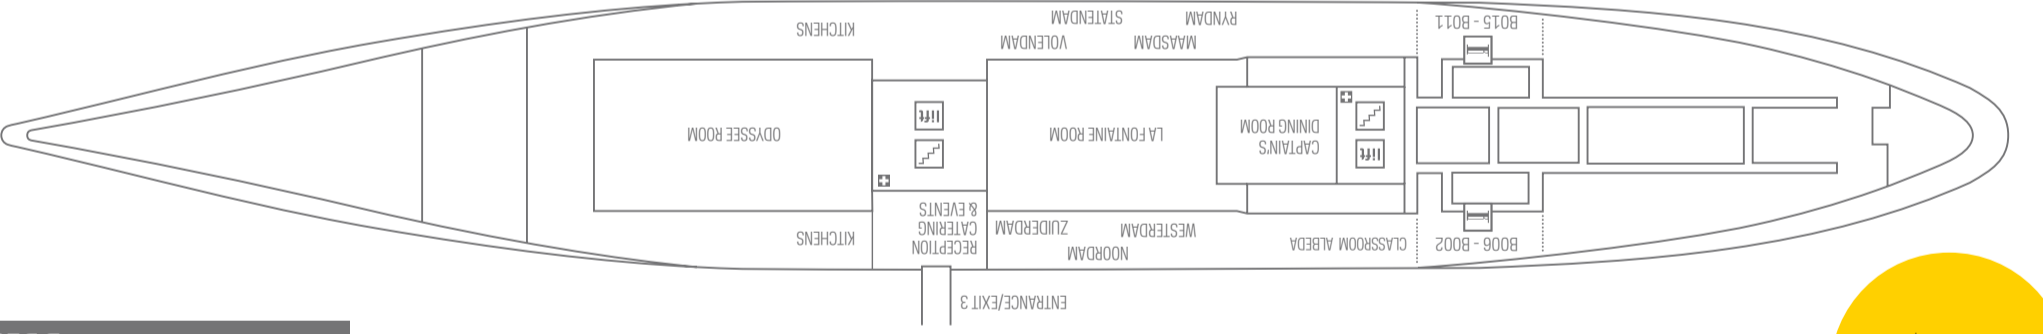 ENTRANCE/EXIT 3
B006 - B002
CLASSROOM ALBEDA
NOORDAM
WESTERDAM
ZUIDERDAM
RECEPTION
CATERING
& EVENTS
KITCHENS
lift
CAPTAIN'S
DINING ROOM
LA FONTAINE ROOM
lift
ODYSSEE ROOM
B015 - B011
MAASDAM
VOLENDAM
RYNDAM
STATENDAM
KITCHENS